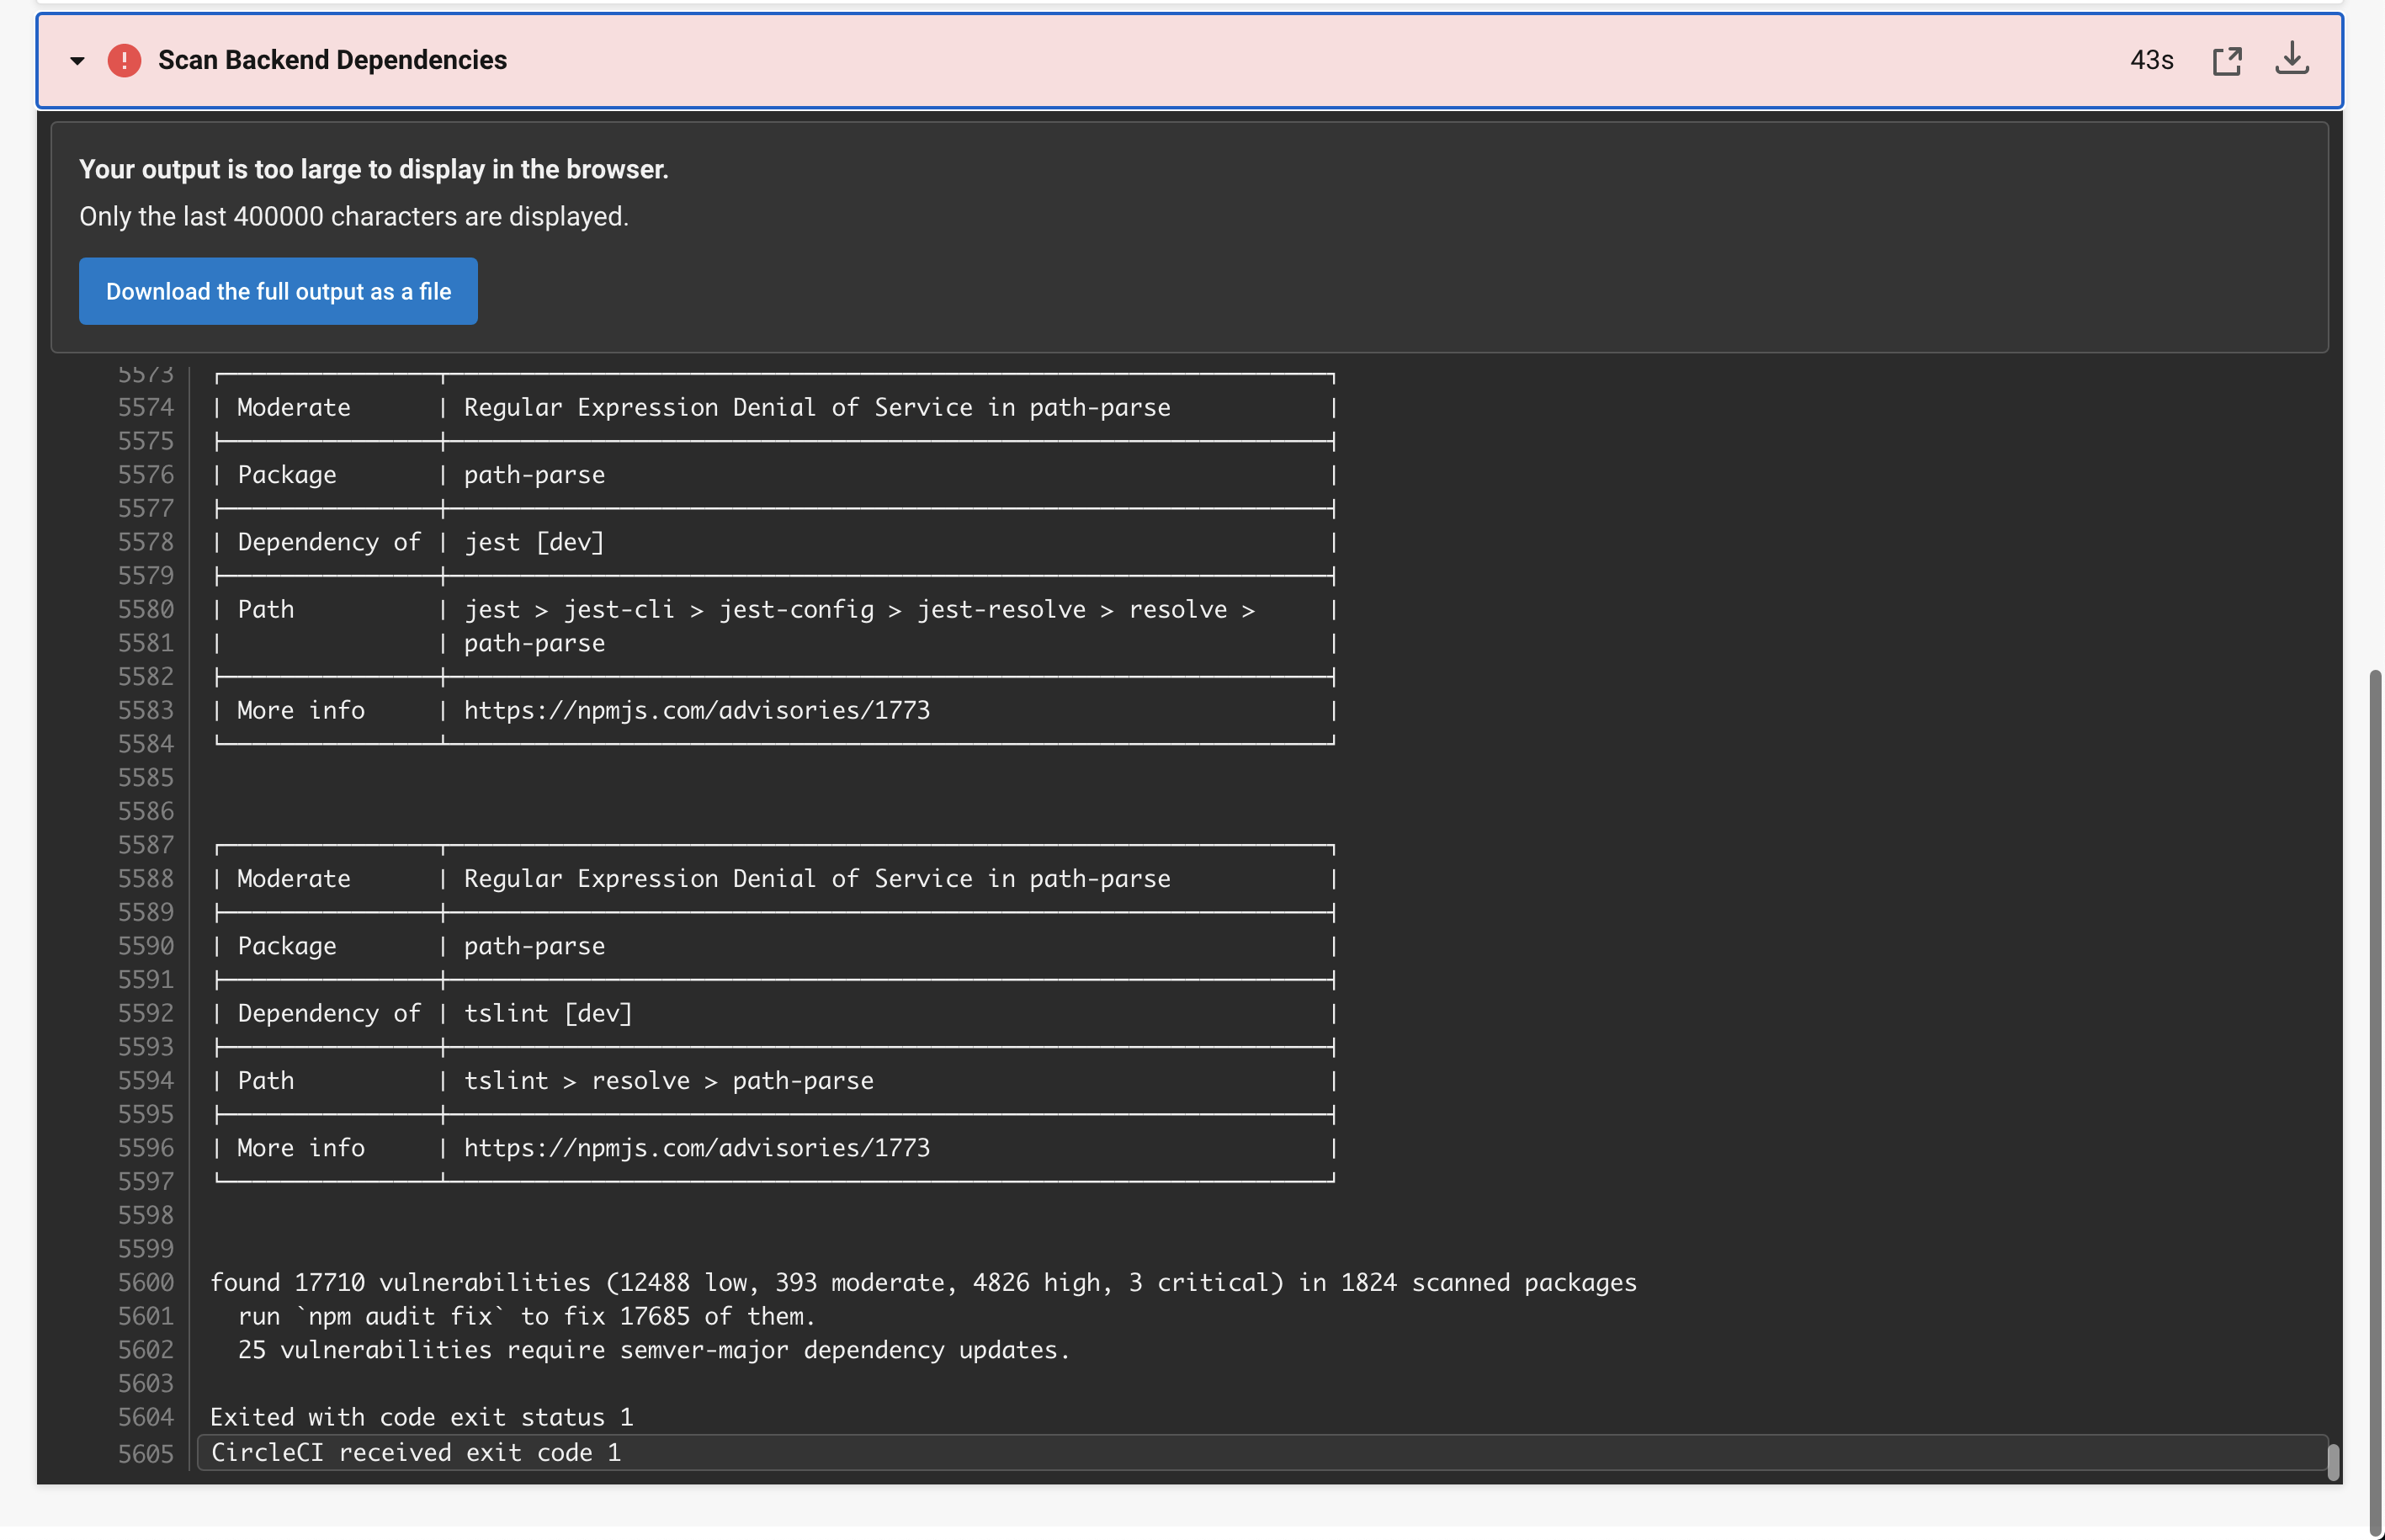 Scan Backend Dependencies 43s
Your output is too large to display in the browser.
Only the last 400000 characters are displayed.
Download the full output as a file
5573
5574 | Moderate | Regular Expression Denial of Service in path-parse |
5575
5576 | Package | path-parse |
5577
5578 | Dependency of | jest [dev] |
5579
5580 | Path | jest > jest-cli > jest-config > jest-resolve > resolve > |
5581 | | path-parse |
5582
5583 | More info | https://npmjs.com/advisories/1773 |
5584
5585
5586
5587
5588 | Moderate | Regular Expression Denial of Service in path-parse |
5589
5590 | Package | path-parse |
5591
5592 | Dependency of | tslint [dev] |
5593
5594 | Path | tslint > resolve > path-parse |
5595
5596 | More info | https://npmjs.com/advisories/1773 |
5597
5598
5599
5600 found 17710 vulnerabilities (12488 low, 393 moderate, 4826 high, 3 critical) in 1824 scanned packages
5601 run `npm audit fix` to fix 17685 of them.
5602 25 vulnerabilities require semver-major dependency updates.
5603
5604 Exited with code exit status 1
5605 CircleCI received exit code 1